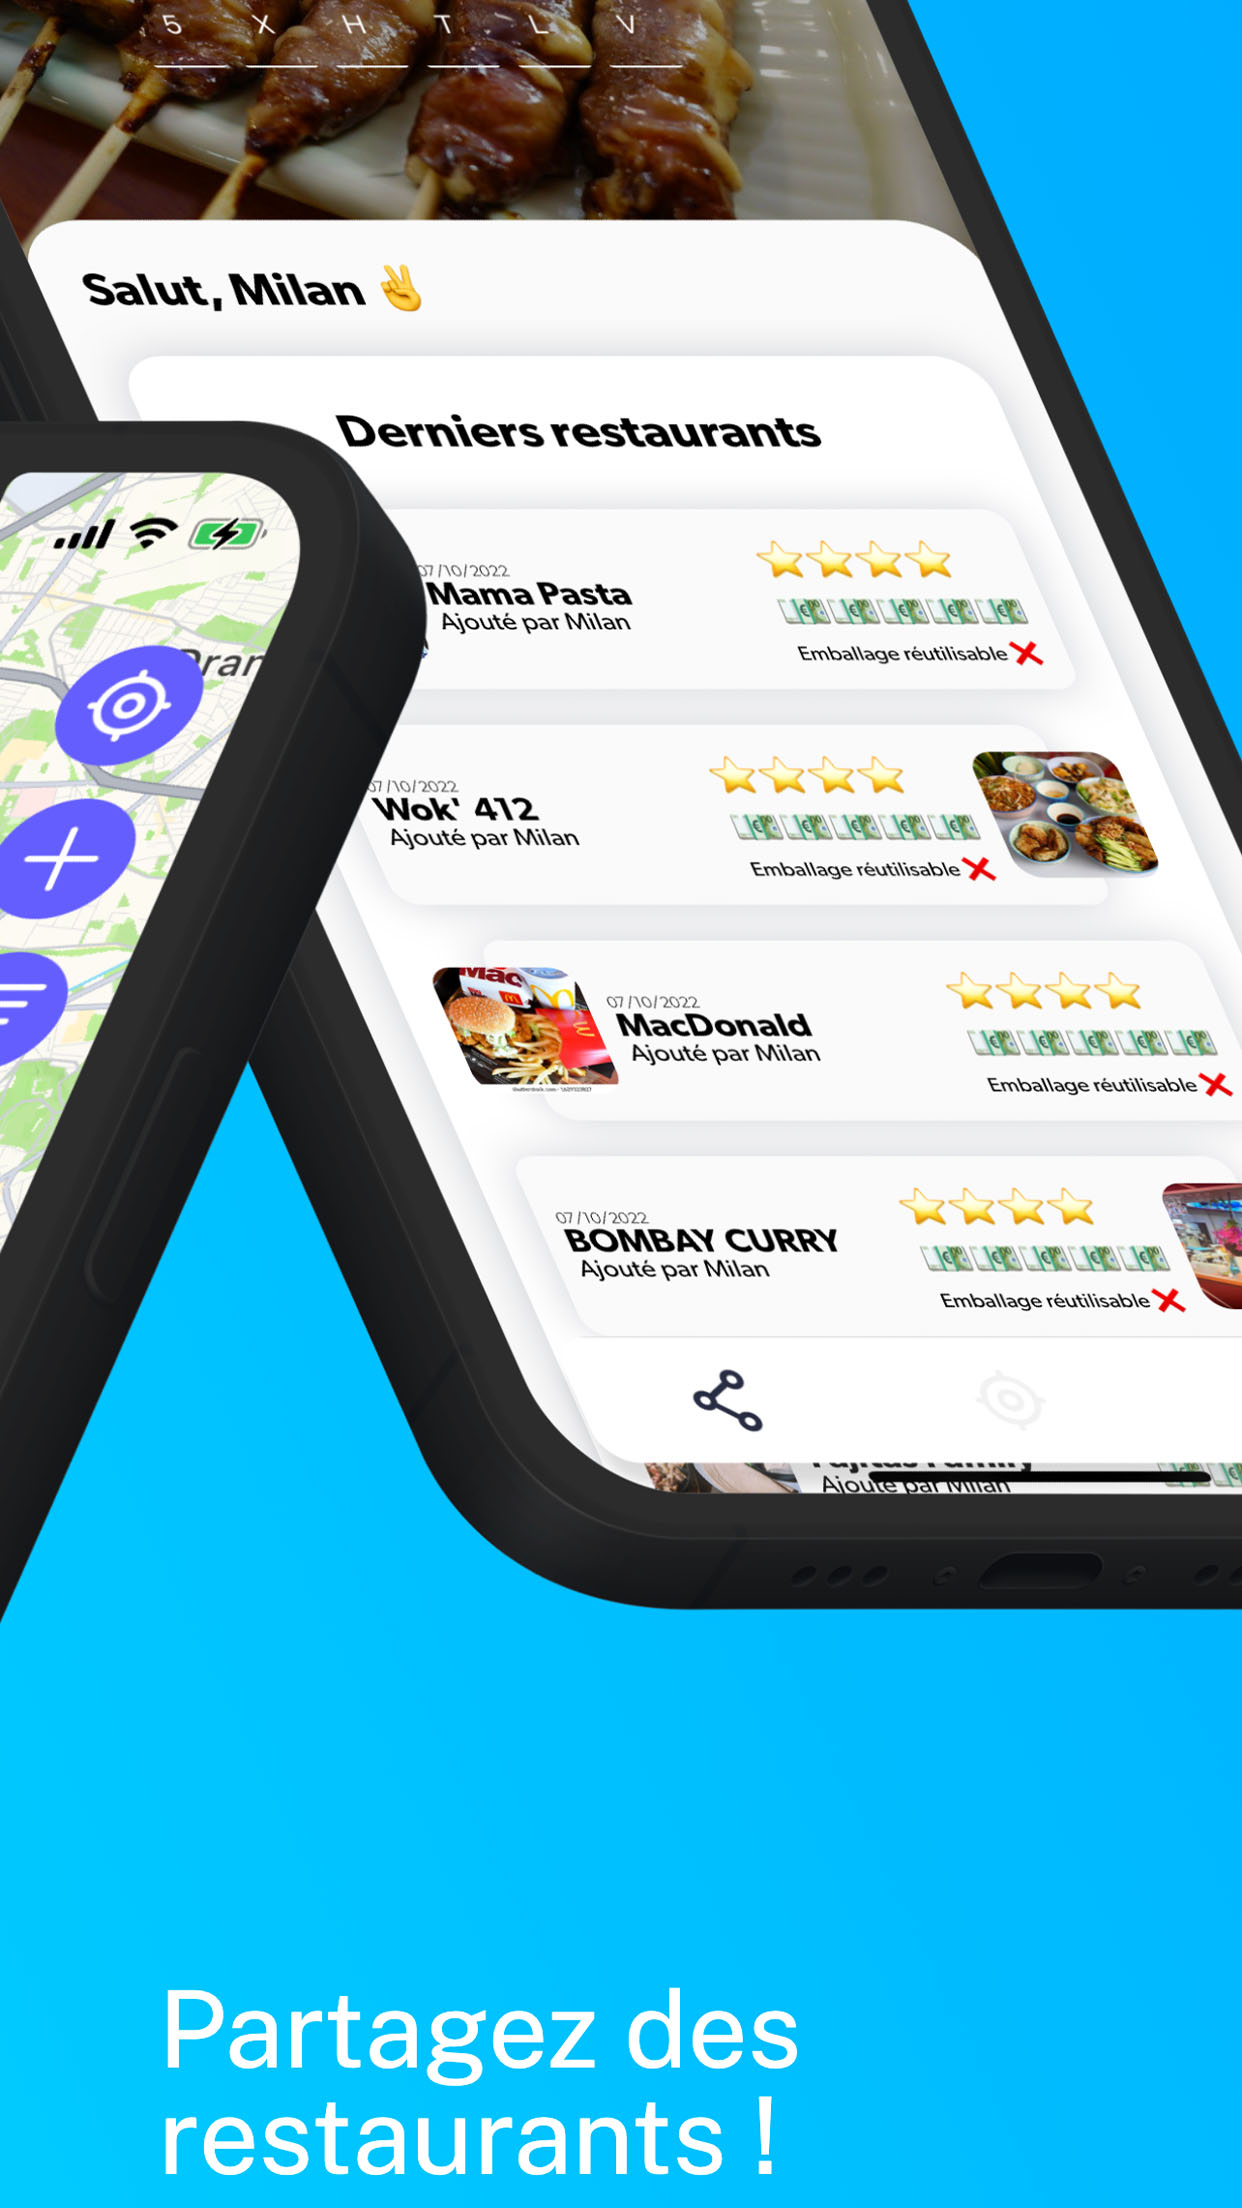 5 X H T L V
Salut, Milan ✌️
Derniers restaurants
07/10/2022
Mama Pasta
Ajouté par Milan
Emballage réutilisable ❌
07/10/2022
Wok' 412
Ajouté par Milan
Emballage réutilisable ❌
Mac
07/10/2022
MacDonald
Ajouté par Milan
Emballage réutilisable ❌
07/10/2022
BOMBAY CURRY
Ajouté par Milan
Emballage réutilisable ❌
Ajouté par Milan
Partagez des
restaurants !